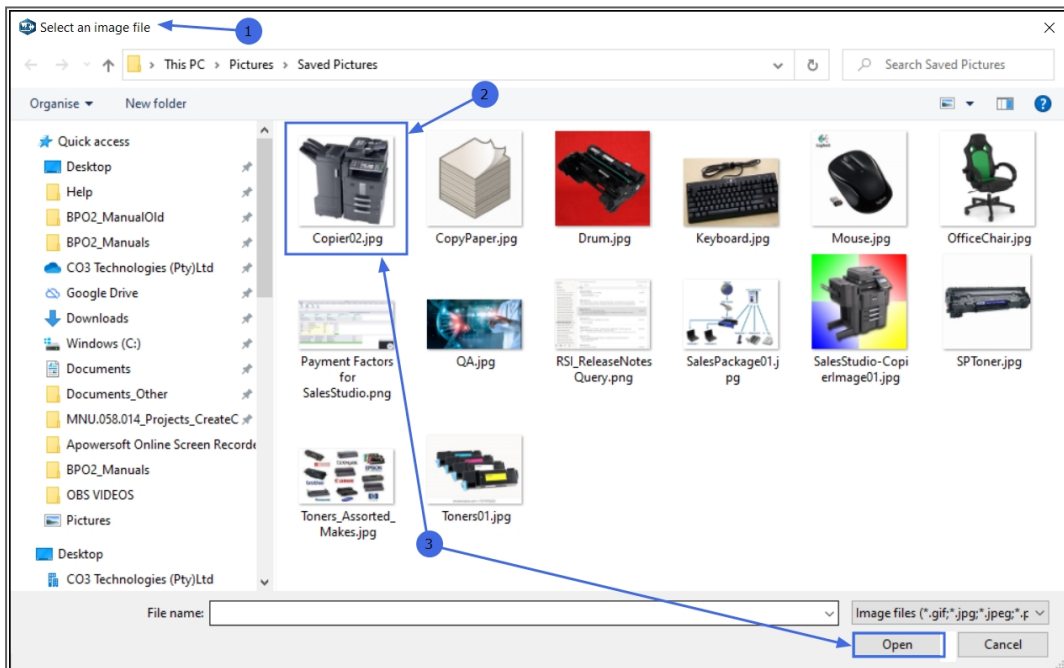 Select an image file
1
This PC > Pictures > Saved Pictures
Search Saved Pictures
Organise
New folder
2
Quick access
Desktop
Help
BPO2_ManualOld
BPO2_Manuals
CO3 Technologies (Pty)Ltd
Google Drive
Downloads
Windows (C:)
Documents
Documents_Other
MNU.058.014_Projects_CreateC
Apowersoft Online Screen Recorde
BPO2_Manuals
OBS VIDEOS
Pictures
Desktop
CO3 Technologies (Pty)Ltd
Copier02.jpg
CopyPaper.jpg
Drum.jpg
Keyboard.jpg
Mouse.jpg
OfficeChair.jpg
Payment Factors
for
SalesStudio.png
QA.jpg
RSI_ReleaseNotes
Query.png
SalesPackage01.j
pg
SalesStudio-Copi
erImage01.jpg
SPToner.jpg
Toners_Assorted_
Makes.jpg
Toners01.jpg
3
File name:
Image files (*.gif;*.jpg;*.jpeg;*.p
Open
Cancel